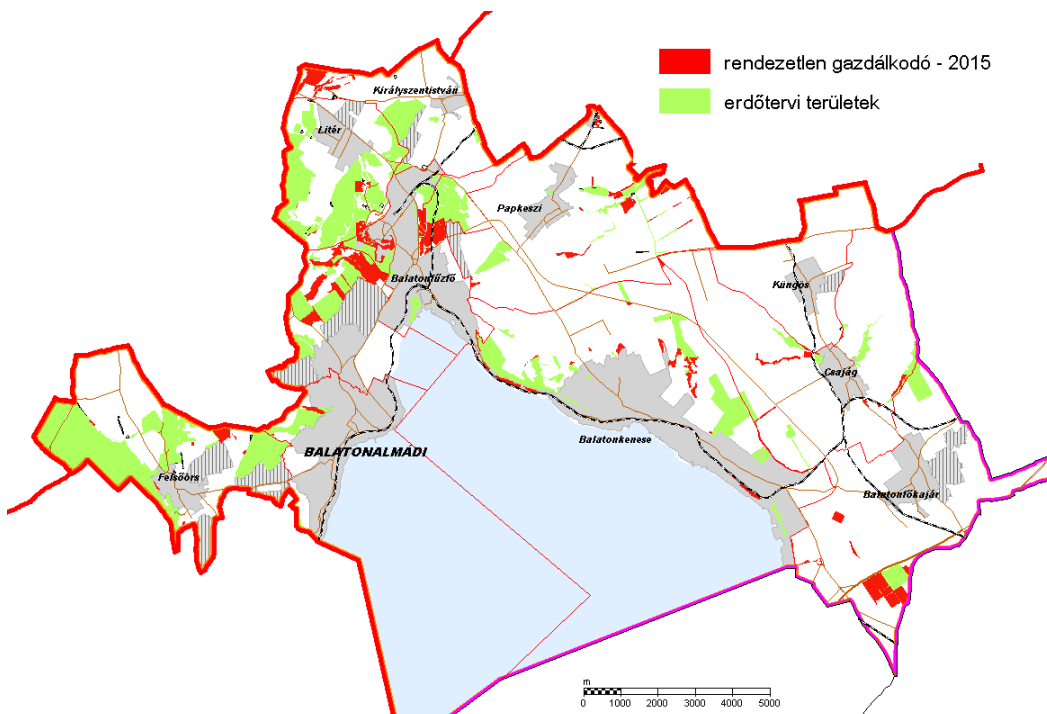 rendezetlen gazdálkodó - 2015
erdőtervi területek
Királyszentistván
Litér
Papkeszi
Balatonfűzfő
Küngös
Csajág
Balatonkenese
BALATONALMÁDI
Felsőörs
Balatonfőkajár
m
0 1000 2000 3000 4000 5000